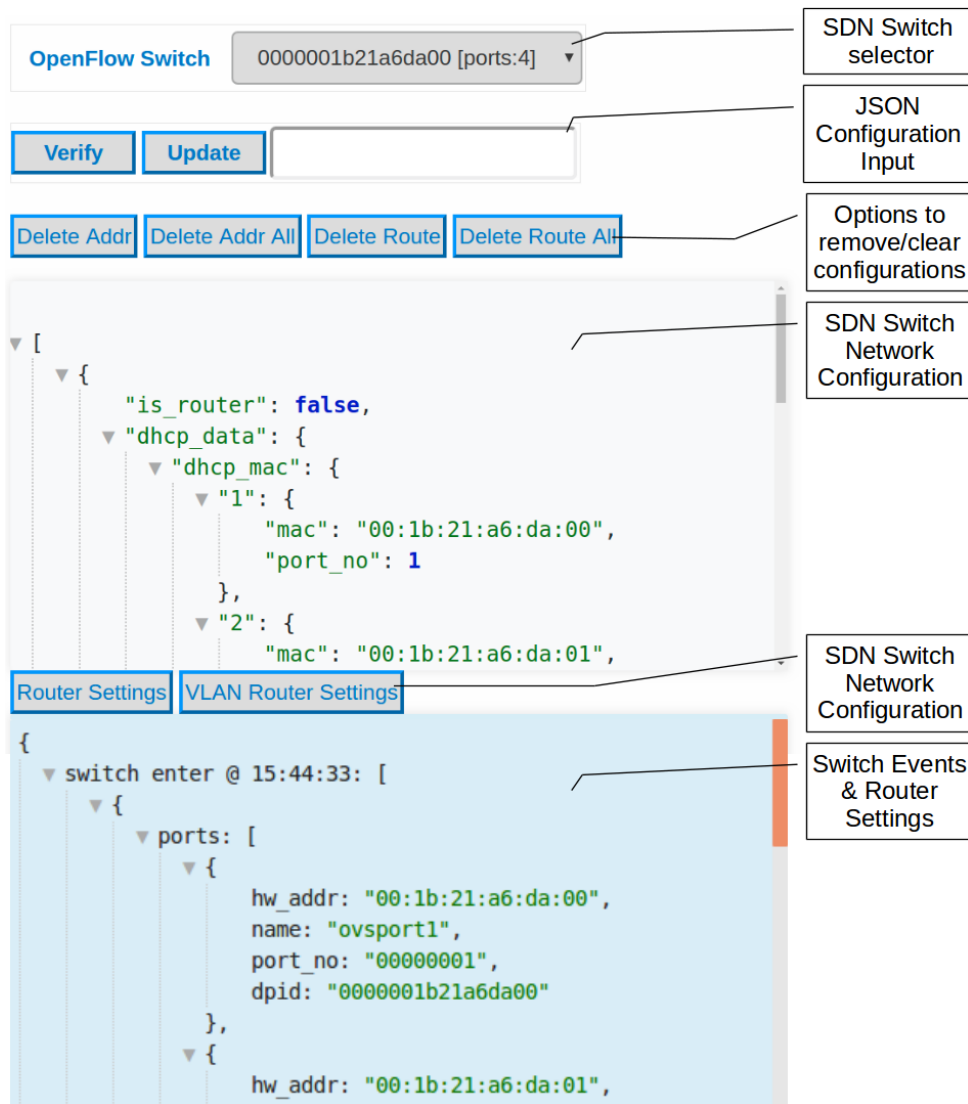 OpenFlow Switch 0000001b21a6da00 [ports:4]
SDN Switch
selector
Verify Update
JSON
Configuration
Input
Delete Addr Delete Addr All Delete Route Delete Route All
Options to
remove/clear
configurations
[
{
"is_router": false,
"dhcp_data": {
"dhcp_mac": {
"1": {
"mac": "00:1b:21:a6:da:00",
"port_no": 1
},
"2": {
"mac": "00:1b:21:a6:da:01",
SDN Switch
Network
Configuration
Router Settings VLAN Router Settings
SDN Switch
Network
Configuration
{
switch enter @ 15:44:33: [
{
ports: [
{
hw_addr: "00:1b:21:a6:da:00",
name: "ovsport1",
port_no: "00000001",
dpid: "0000001b21a6da00"
},
{
hw_addr: "00:1b:21:a6:da:01",
Switch Events
& Router
Settings